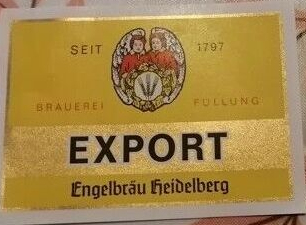 SEIT 1797
BRAUEREI FÜLLUNG
EXPORT
Engelbräu Heidelberg